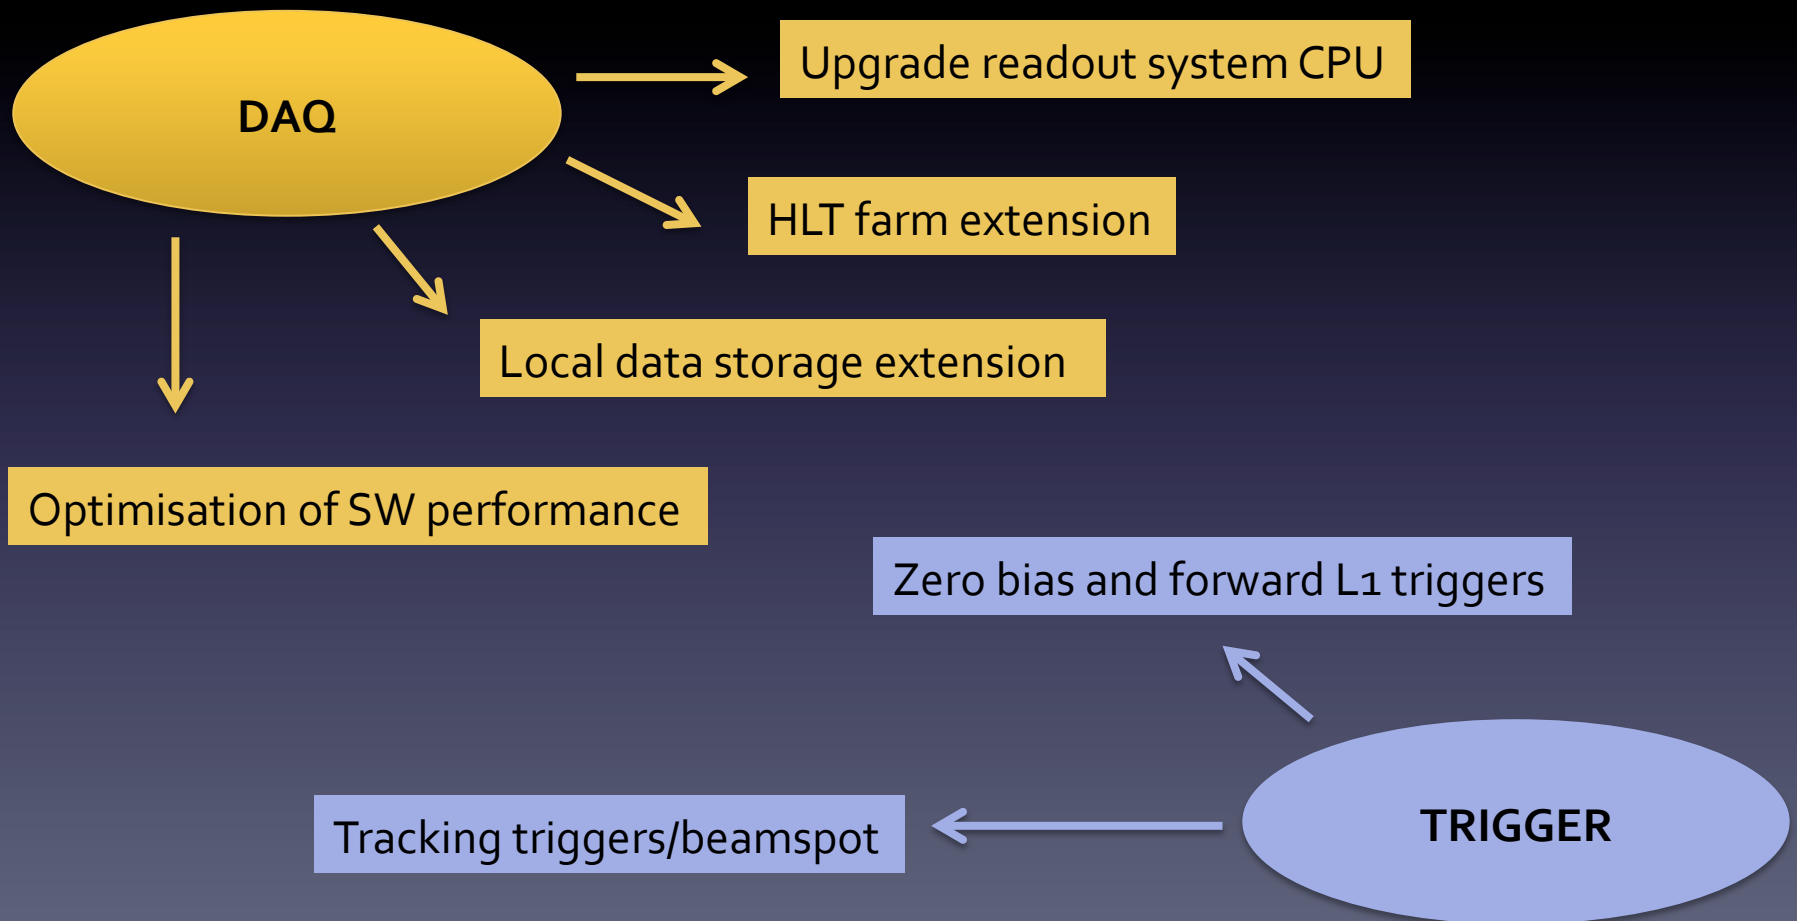 DAQ
Upgrade readout system CPU
HLT farm extension
Local data storage extension
Optimisation of SW performance
Zero bias and forward L1 triggers
Tracking triggers/beamspot
TRIGGER